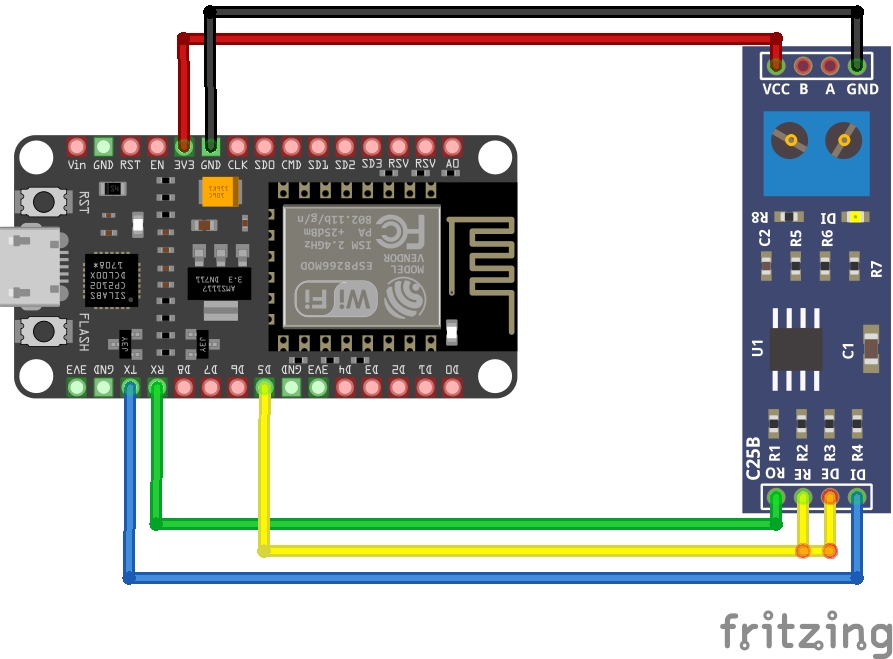 VCC B A GND
Vin GND RST EN 3V3 GND CLK SD0 CMD SD1 SD2 SD3 RSV RSV A0
RST
FLASH
SILABS
CP2102
DCL00X
1708*
AMS1117
3.3 DN711
MODEL
VENDOR
ESP8266MOD
ISM 2.4GHz
PA +25dBm
802.11b/g/n
FC
Wi Fi
R8
DI
C2
R5
R6
R7
U1
C1
3V3 GND TX RX D8 D7 D6 D5 GND 3V3 D4 D3 D2 D1 D0
C25B
R1
R2
R3
R4
RO RE DE DI
fritzing